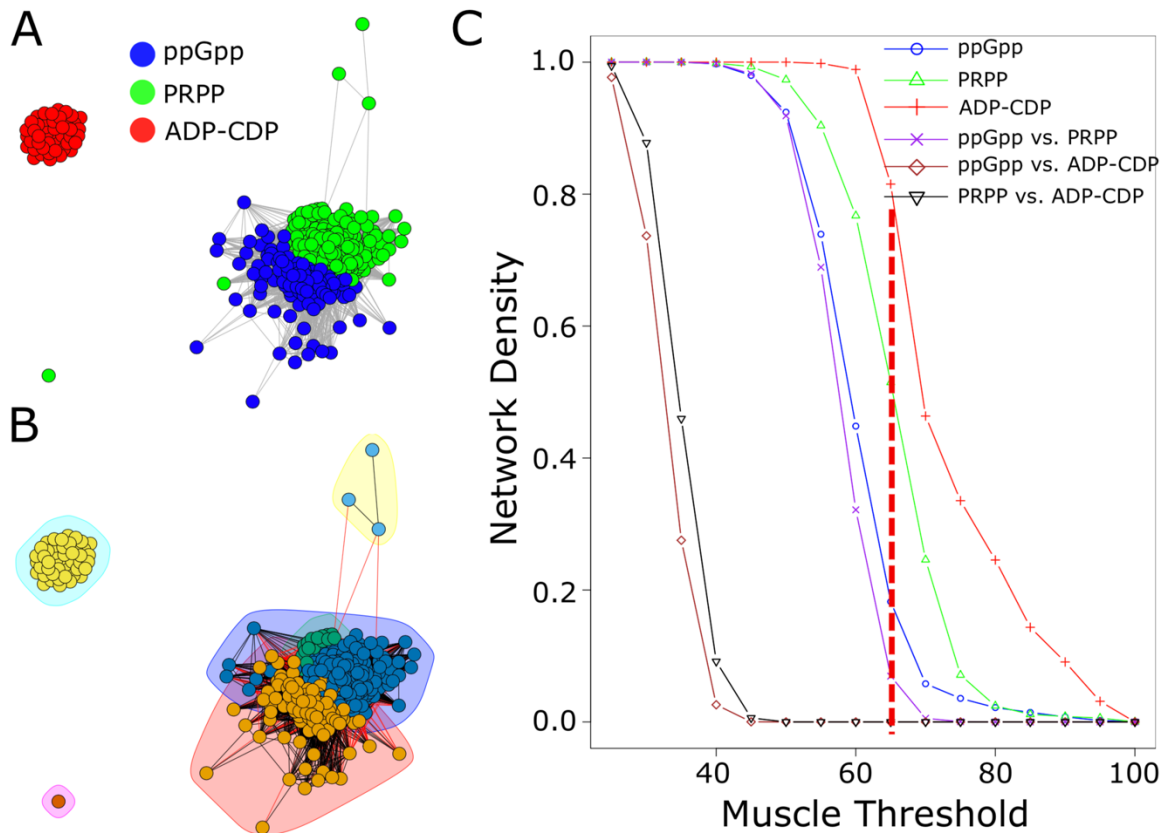 A
ppGpp
PRPP
ADP-CDP
B
C
ppGpp
PRPP
ADP-CDP
ppGpp vs. PRPP
ppGpp vs. ADP-CDP
PRPP vs. ADP-CDP
Network Density
1.0
0.8
0.6
0.4
0.2
0.0
40
60
80
100
Muscle Threshold